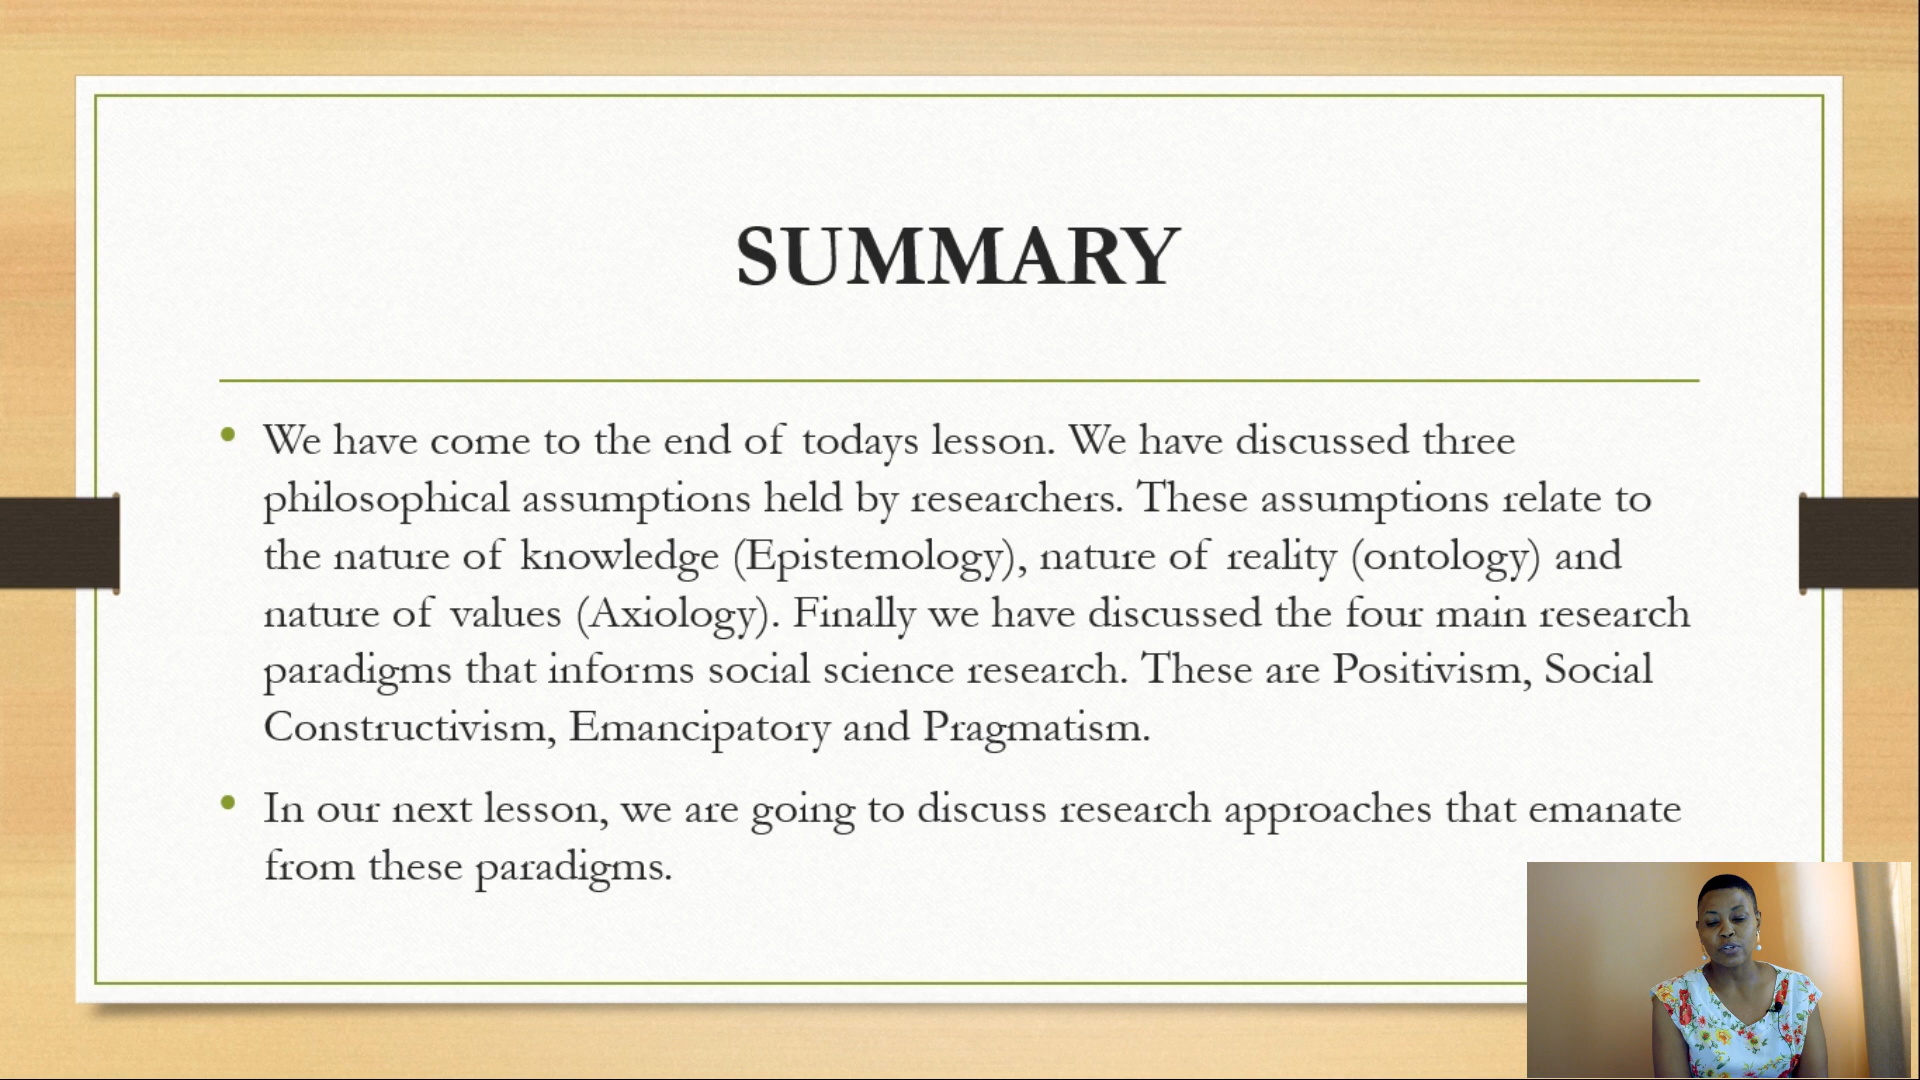 SUMMARY
• We have come to the end of todays lesson. We have discussed three
philosophical assumptions held by researchers. These assumptions relate to
the nature of knowledge (Epistemology), nature of reality (ontology) and
nature of values (Axiology). Finally we have discussed the four main research
paradigms that informs social science research. These are Positivism, Social
Constructivism, Emancipatory and Pragmatism.
• In our next lesson, we are going to discuss research approaches that emanate
from these paradigms.